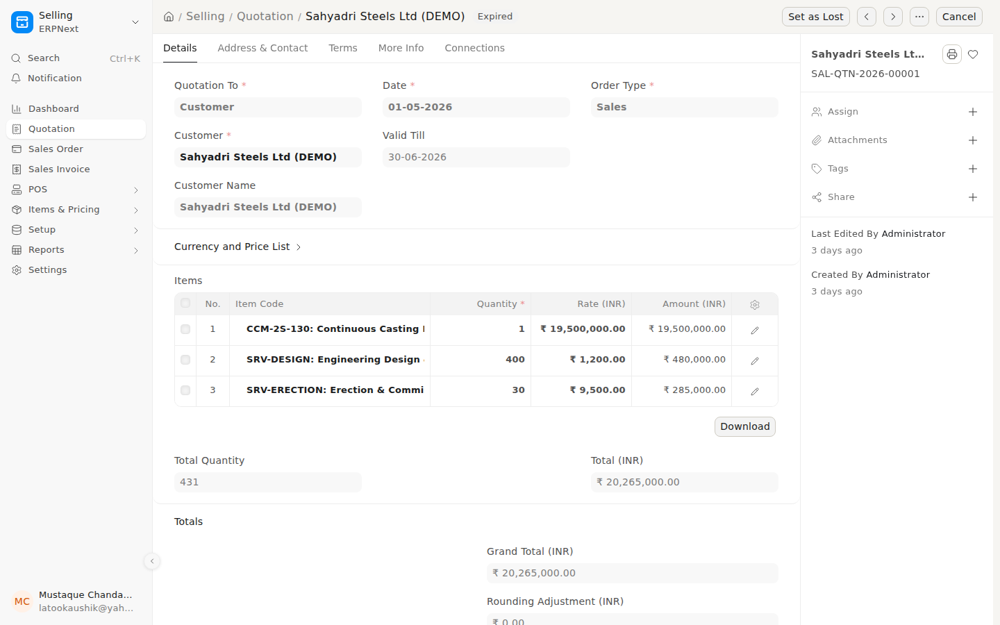 Selling
ERPNext
Search Ctrl+K
Notification
Dashboard
Quotation
Sales Order
Sales Invoice
POS
Items & Pricing
Setup
Reports
Settings
MC
Mustaque Chanda...
latookaushik@yah...
/ Selling / Quotation / Sahyadri Steels Ltd (DEMO) Expired
Set as Lost
Cancel
Details Address & Contact Terms More Info Connections
Quotation To * Date * Order Type *
Customer 01-05-2026 Sales
Customer * Valid Till
Sahyadri Steels Ltd (DEMO) 30-06-2026
Customer Name
Sahyadri Steels Ltd (DEMO)
Currency and Price List
Items
No. Item Code Quantity * Rate (INR) Amount (INR)
1 CCM-2S-130: Continuous Casting 1 ₹ 19,500,000.00 ₹ 19,500,000.00
2 SRV-DESIGN: Engineering Design 400 ₹ 1,200.00 ₹ 480,000.00
3 SRV-ERECTION: Erection & Commi 30 ₹ 9,500.00 ₹ 285,000.00
Download
Total Quantity Total (INR)
431 ₹ 20,265,000.00
Totals
Grand Total (INR)
₹ 20,265,000.00
Rounding Adjustment (INR)
₹ 0.00
Sahyadri Steels Lt...
SAL-QTN-2026-00001
Assign
Attachments
Tags
Share
Last Edited By Administrator
3 days ago
Created By Administrator
3 days ago